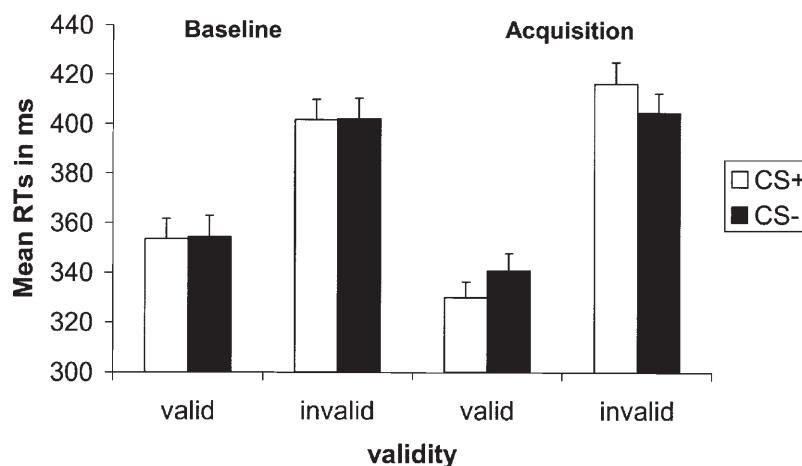 Baseline Acquisition
440
420
400
380
360
340
320
300
Mean RTs in ms
CS+
CS-
valid invalid valid invalid
validity